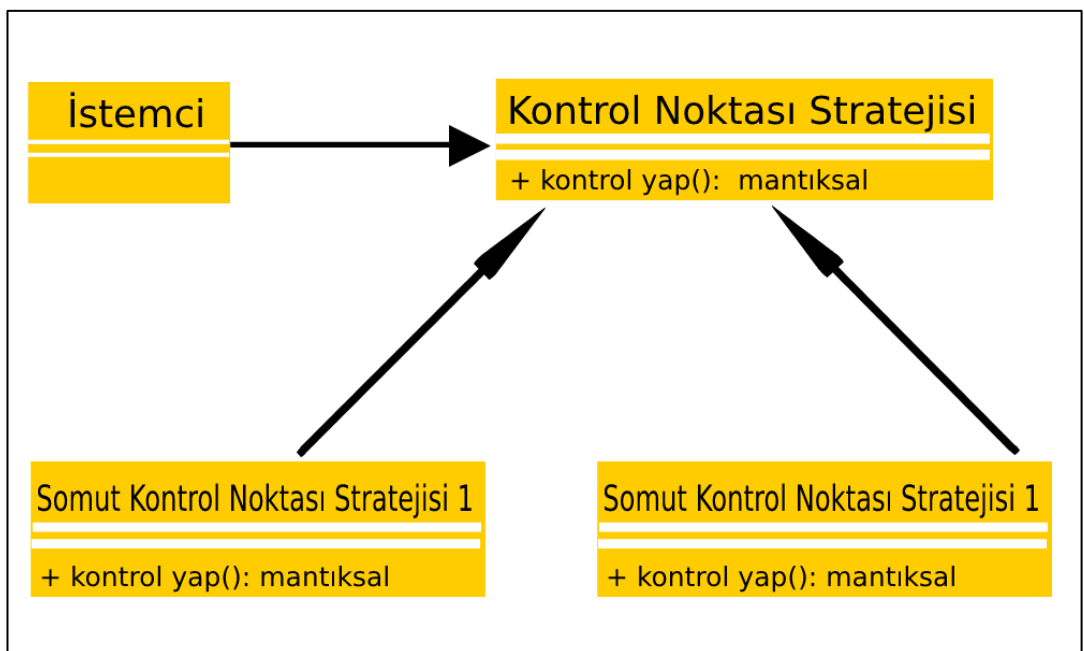 İstemci
Kontrol Noktası Stratejisi
+ kontrol yap(): mantıksal
Somut Kontrol Noktası Stratejisi 1
+ kontrol yap(): mantıksal
Somut Kontrol Noktası Stratejisi 1
+ kontrol yap(): mantıksal